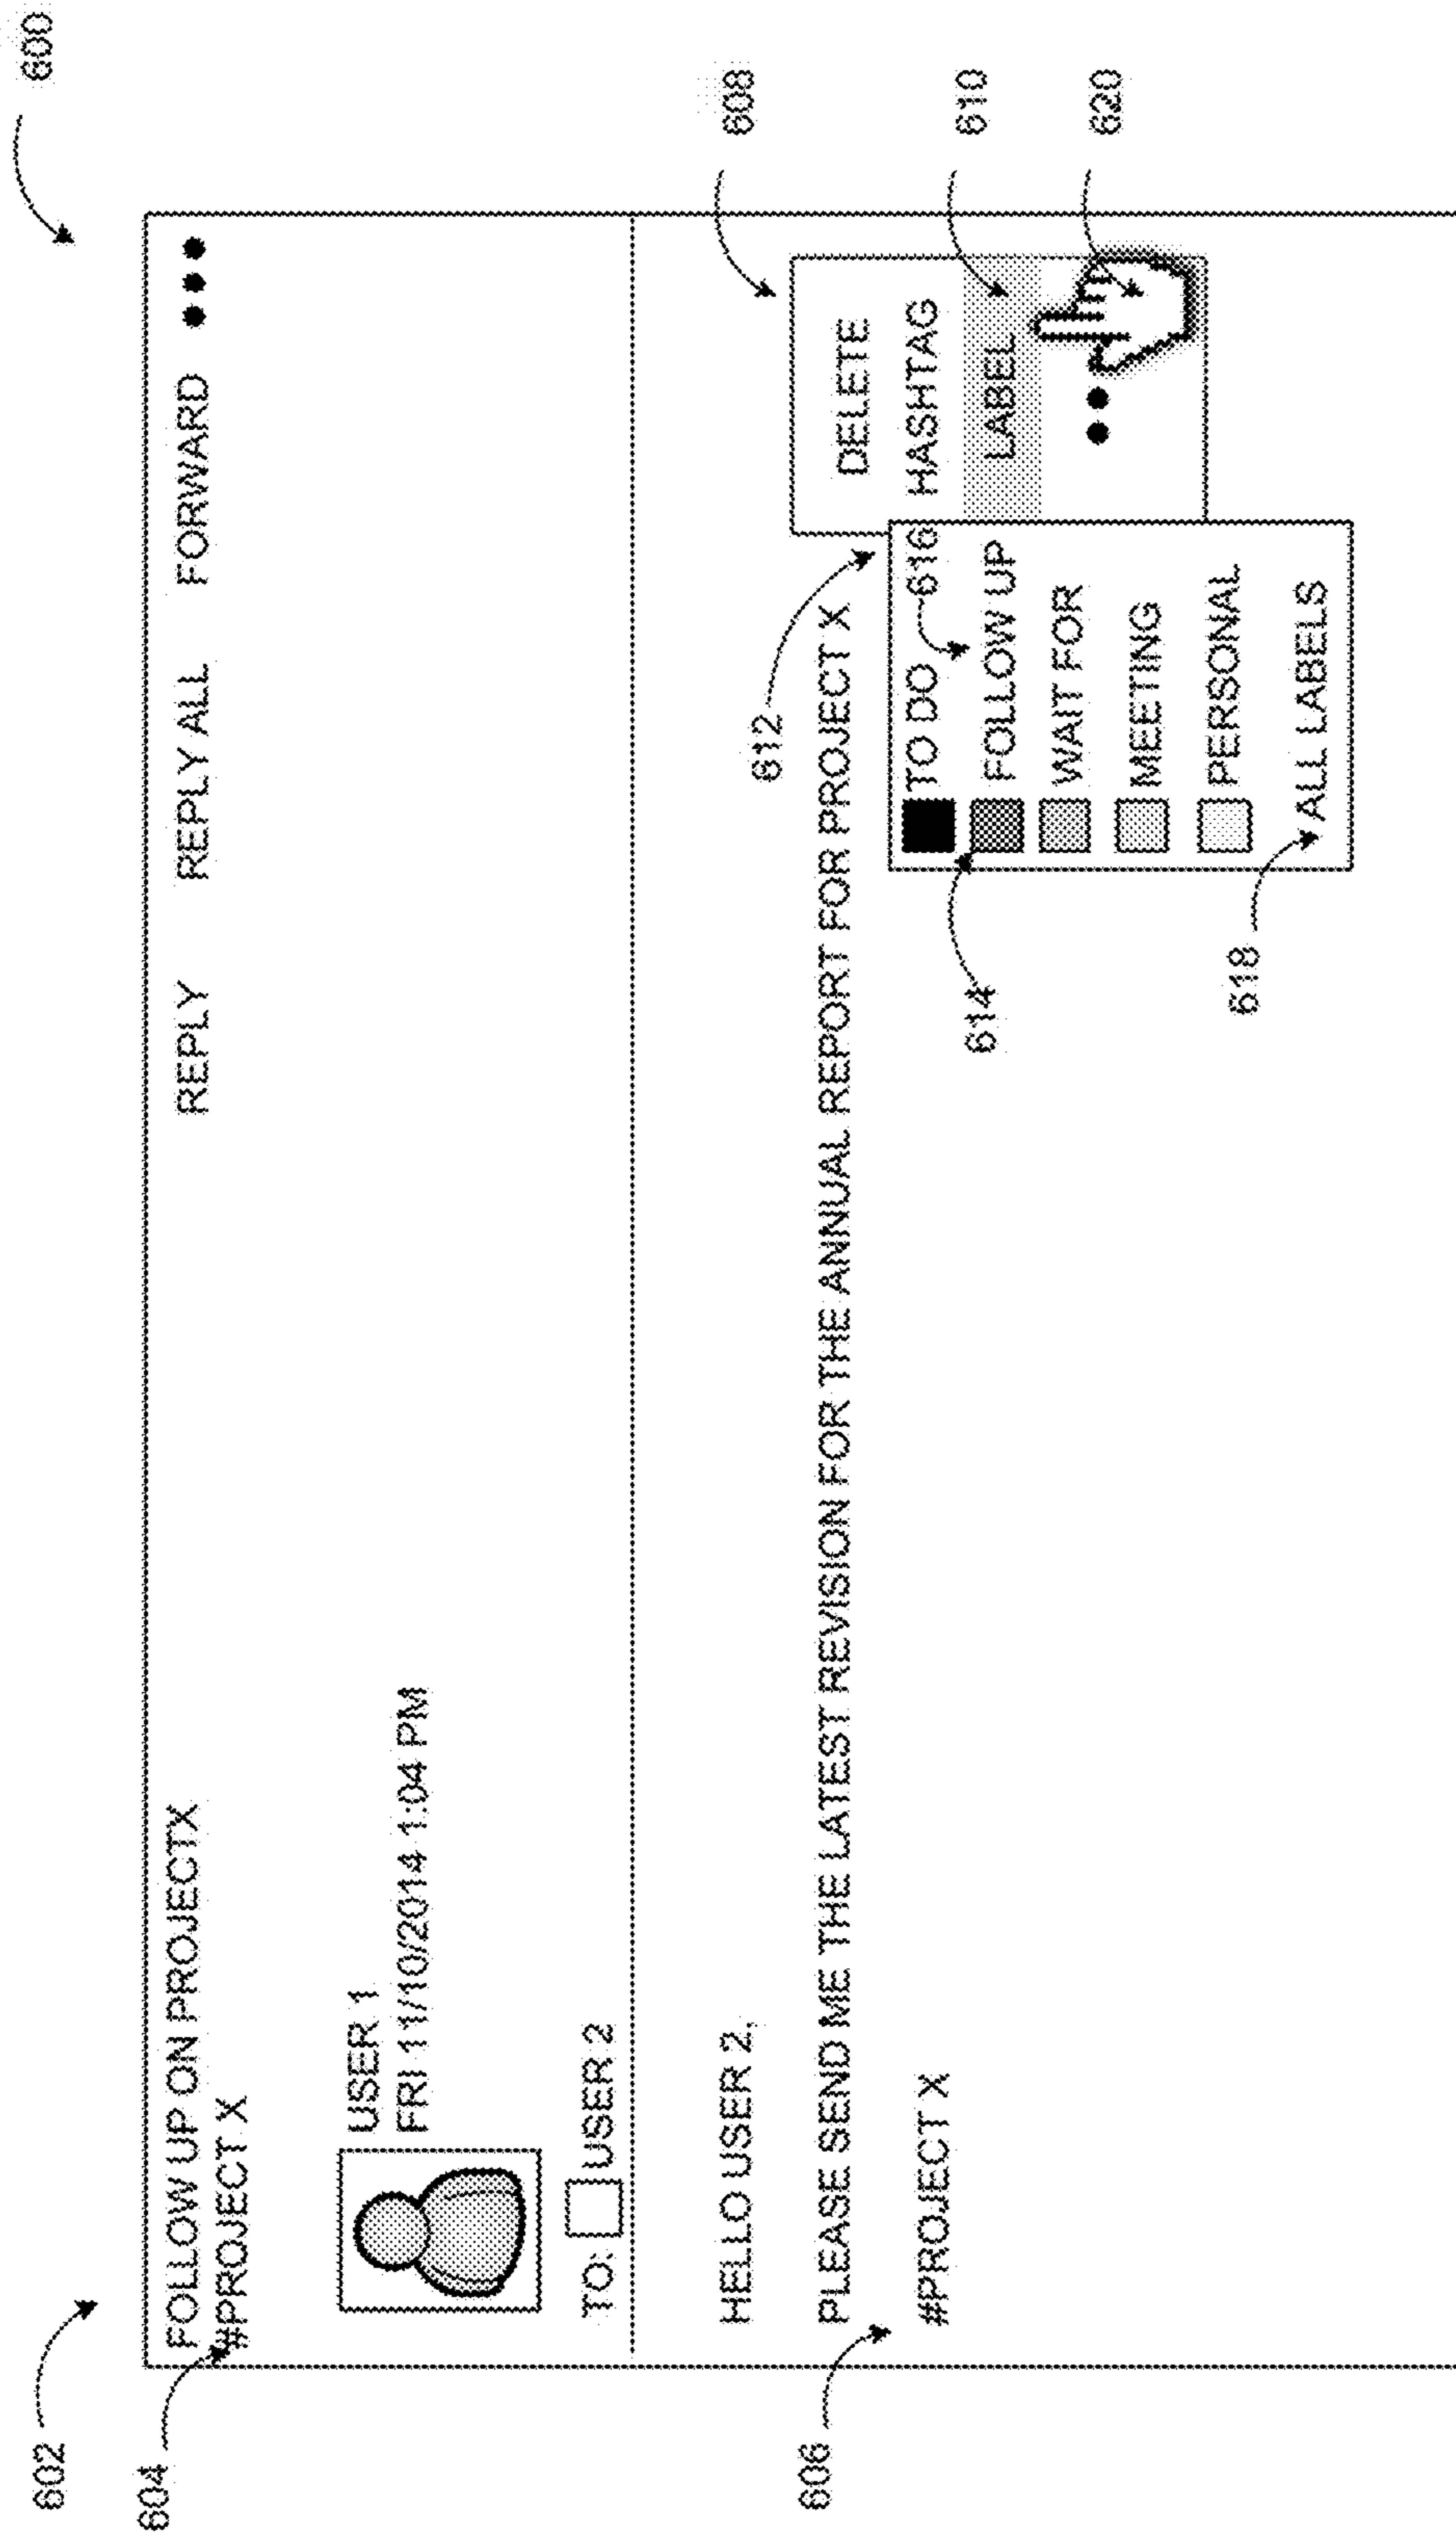 600
602
FOLLOW UP ON PROJECTX
REPLY REPLY ALL FORWARD
604
#PROJECT X
USER 1
FRI 11/10/2014 1:04 PM
TO: USER 2
HELLO USER 2,
608
612
PLEASE SEND ME THE LATEST REVISION FOR THE ANNUAL REPORT FOR PROJECT X
DELETE
606
#PROJECT X
TO DO
616
HASHTAG
610
614
FOLLOW UP
LABEL
WAIT FOR
620
MEETING
PERSONAL
618
ALL LABELS